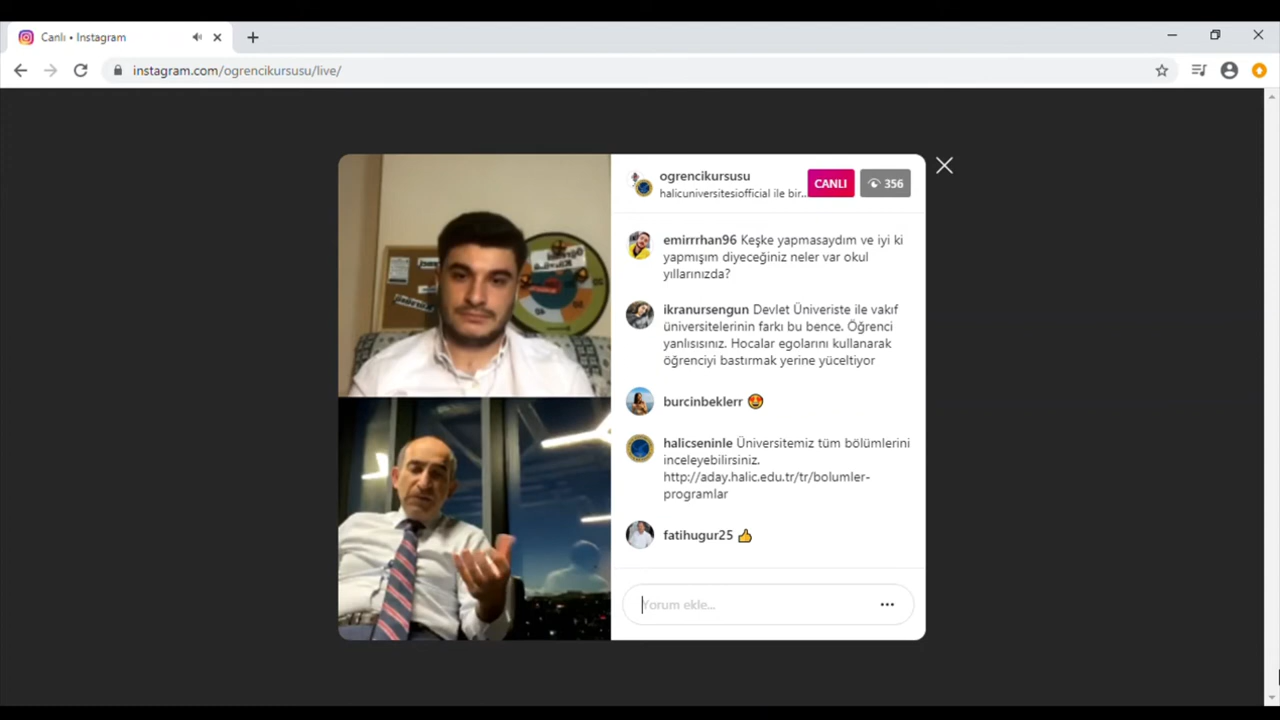 Canlı • Instagram
instagram.com/ogrencikursusu/live/
ogrencikursusu
halicuniversitesiofficial ile bir...
CANLI
356
emirrrhan96 Keşke yapmasaydım ve iyi ki
yapmışım diyeceğiniz neler var okul
yıllarınızda?
ikranursengun Devlet Üniveriste ile vakıf
üniversitelerinin farkı bu bence. Öğrenci
yanlısısınız. Hocalar egolarını kullanarak
öğrenciyi bastırmak yerine yüceltiyor
burcinbeklerr 😍
halicseninle Üniversitemiz tüm bölümlerini
inceleyebilirsiniz.
http://aday.halic.edu.tr/tr/bolumler-
programlar
fatihugur25 👍
Yorum ekle...